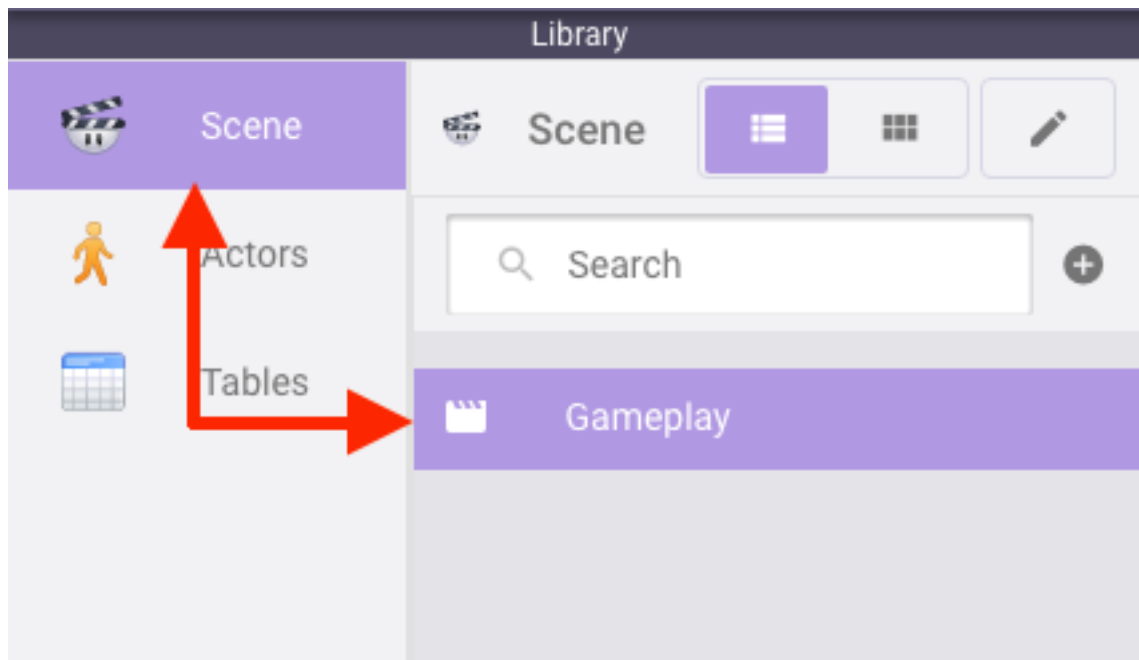 Library
Scene
Actors
Tables
Scene
Search
Gameplay